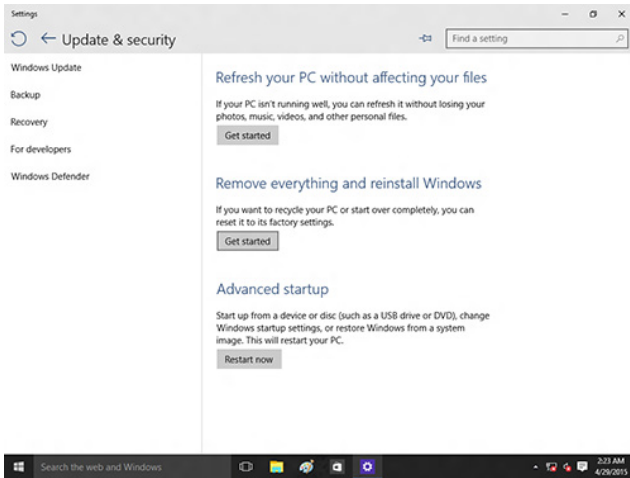 Settings
Update & security
Find a setting
Windows Update
Backup
Recovery
For developers
Windows Defender
Refresh your PC without affecting your files
If your PC isn't running well, you can refresh it without losing your
photos, music, videos, and other personal files.
Get started
Remove everything and reinstall Windows
If you want to recycle your PC or start over completely, you can
reset it to its factory settings.
Get started
Advanced startup
Start up from a device or disc (such as a USB drive or DVD), change
Windows startup settings, or restore Windows from a system
image. This will restart your PC.
Restart now
Search the web and Windows
2:23 AM
4/29/2015